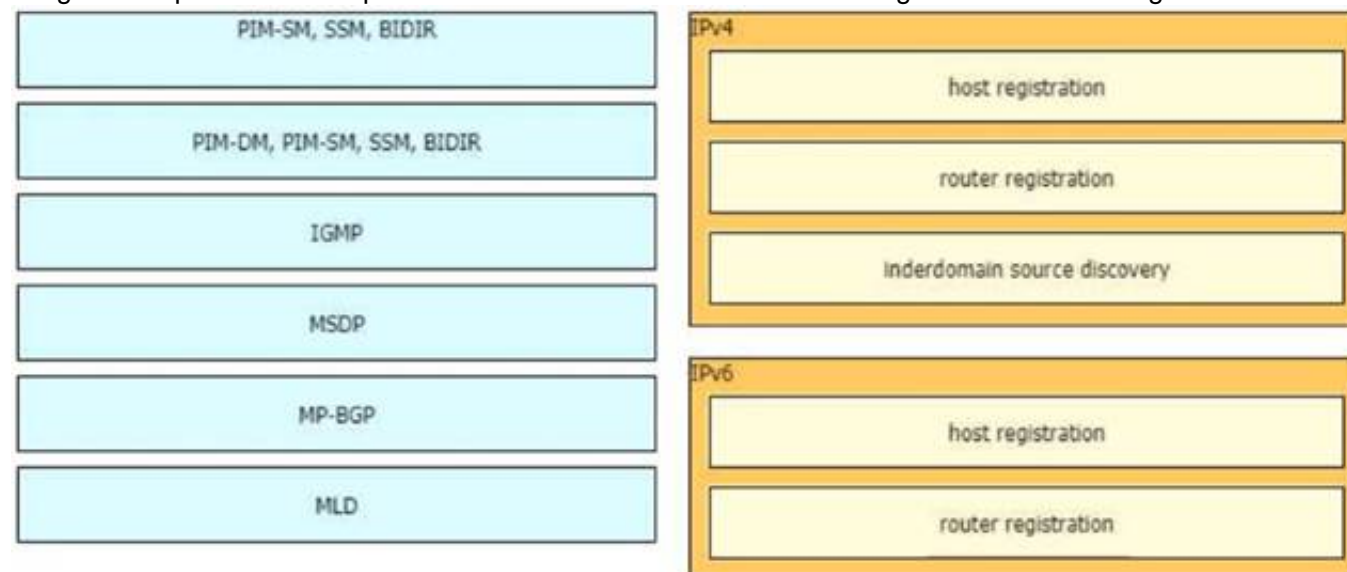 PIM-SM, SSM, BIDIR
PIM-DM, PIM-SM, SSM, BIDIR
IGMP
MSDP
MP-BGP
MLD
IPv4
host registration
router registration
inderdomain source discovery
IPv6
host registration
router registration